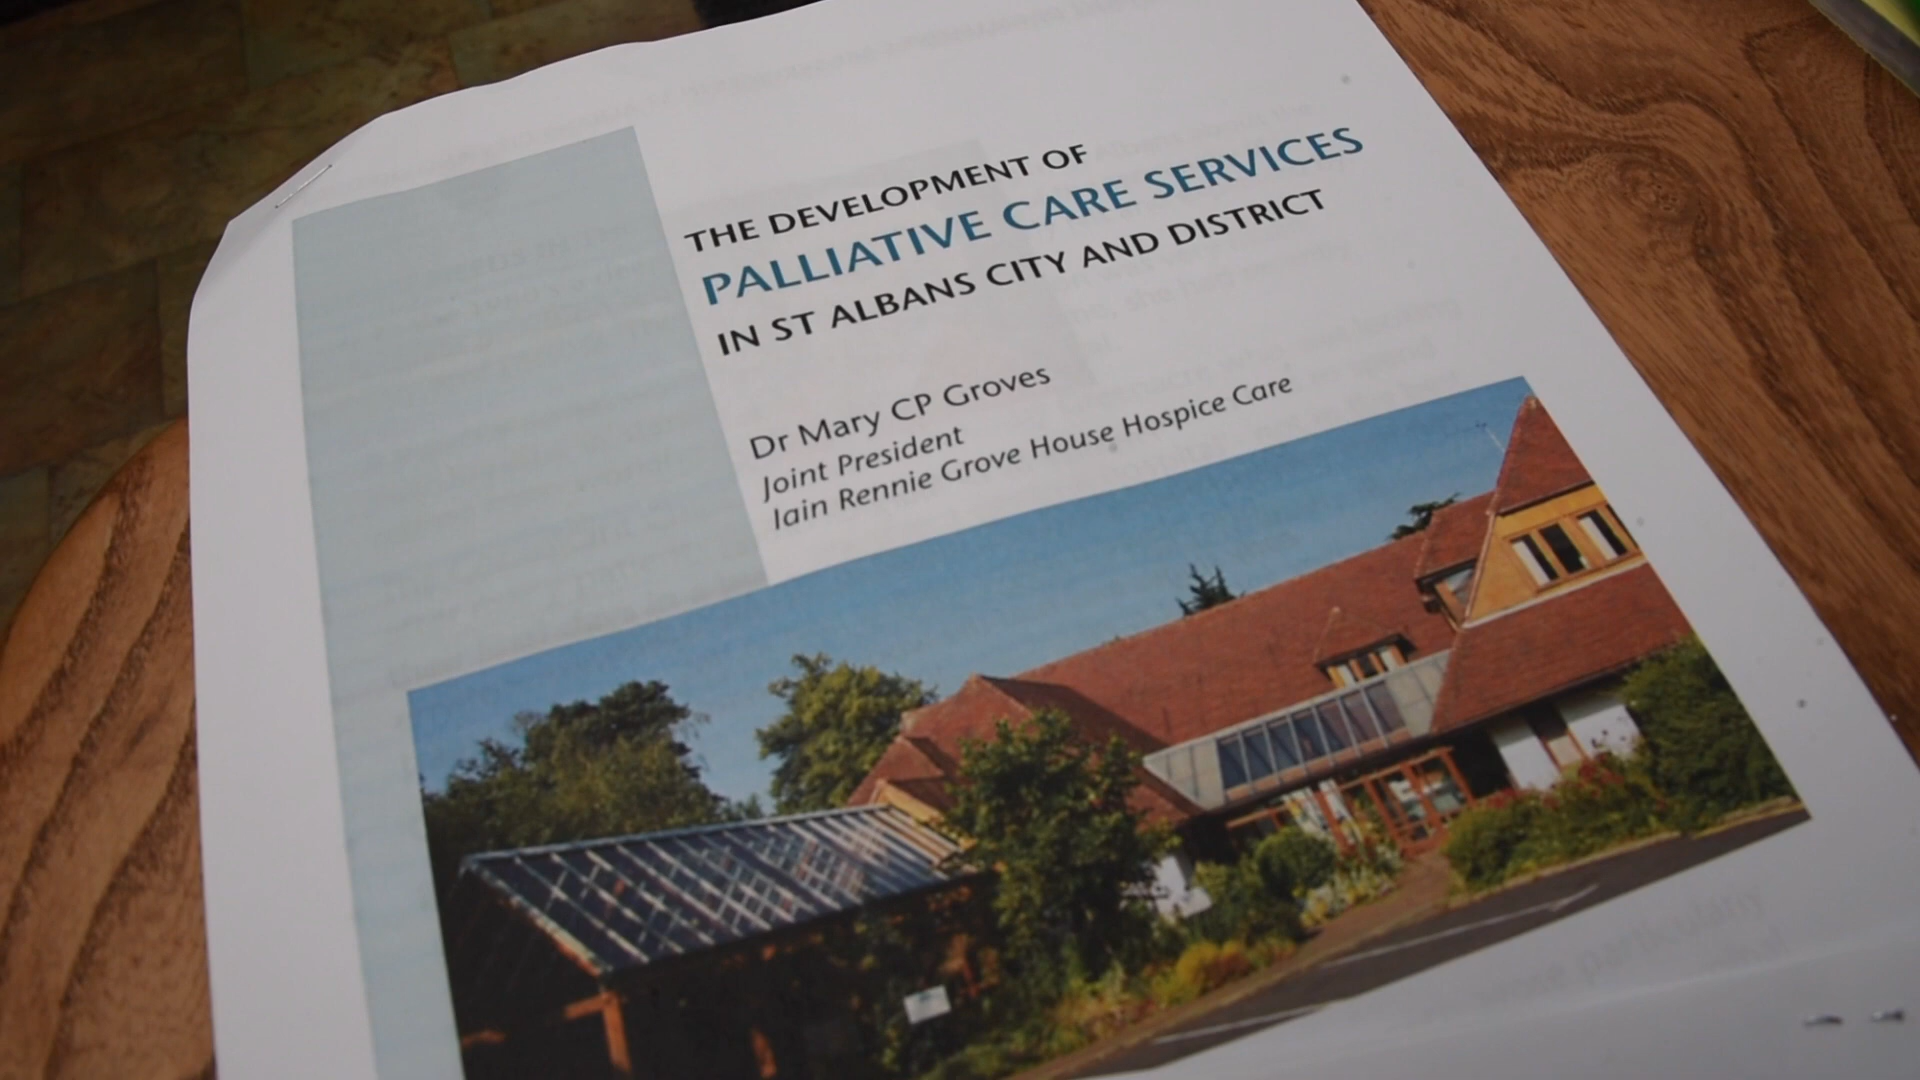 THE DEVELOPMENT OF
PALLIATIVE CARE SERVICES
IN ST ALBANS CITY AND DISTRICT
Dr Mary CP Groves
Joint President
Iain Rennie Grove House Hospice Care